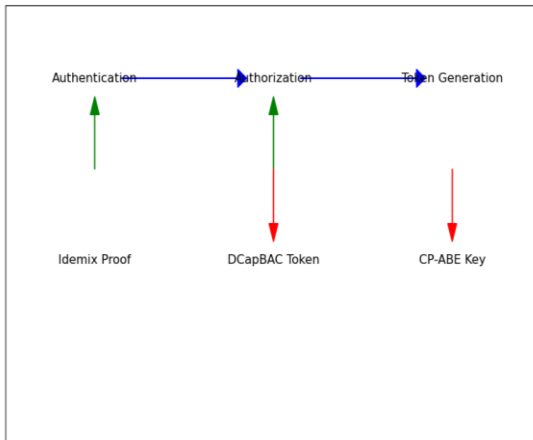 Authentication
Authorization
Token Generation
Idemix Proof
DCapBAC Token
CP-ABE Key